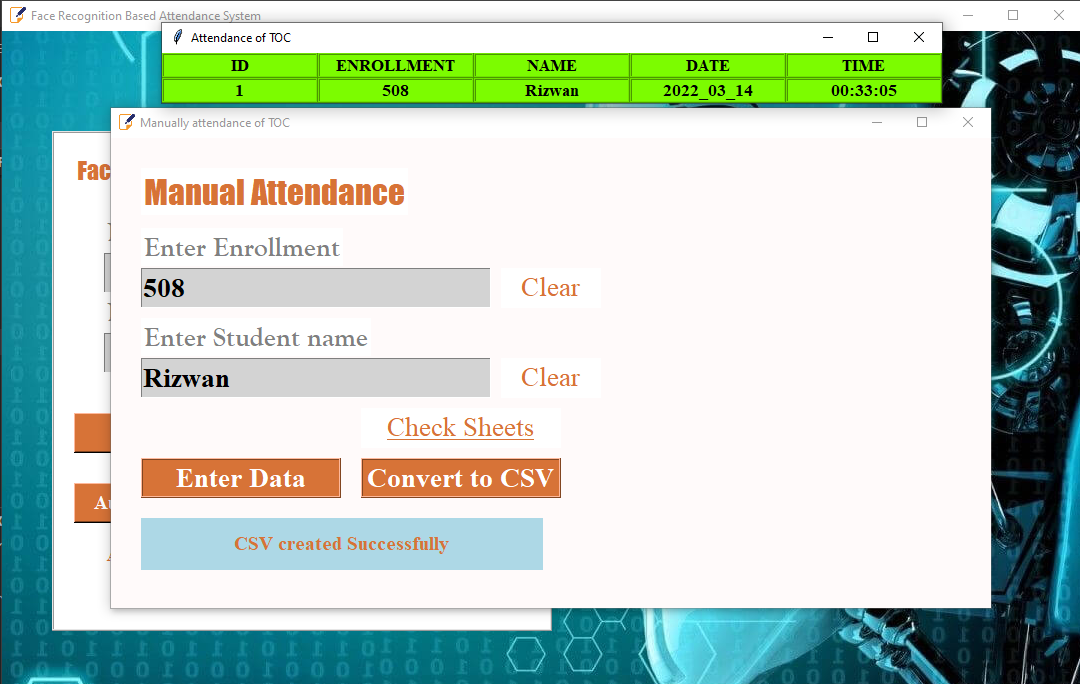 Face Recognition Based Attendance System
Attendance of TOC
ID ENROLLMENT NAME DATE TIME
1 508 Rizwan 2022_03_14 00:33:05
Manually attendance of TOC
Fac
Manual Attendance
Enter Enrollment
508 Clear
Enter Student name
Rizwan Clear
Check Sheets
Enter Data Convert to CSV
CSV created Successfully